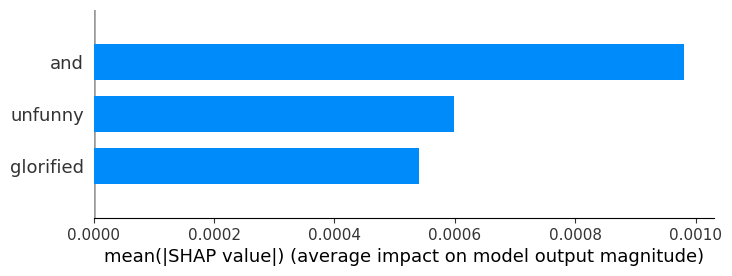 and
unfunny
glorified
0.0000 0.0002 0.0004 0.0006 0.0008 0.0010
mean(|SHAP value|) (average impact on model output magnitude)